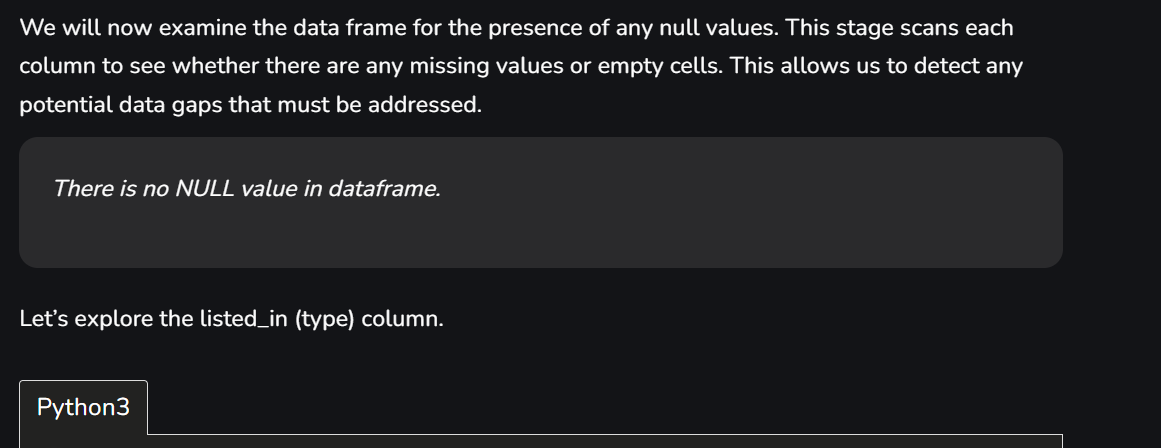 We will now examine the data frame for the presence of any null values. This stage scans each
column to see whether there are any missing values or empty cells. This allows us to detect any
potential data gaps that must be addressed.
There is no NULL value in dataframe.
Let’s explore the listed_in (type) column.
Python3